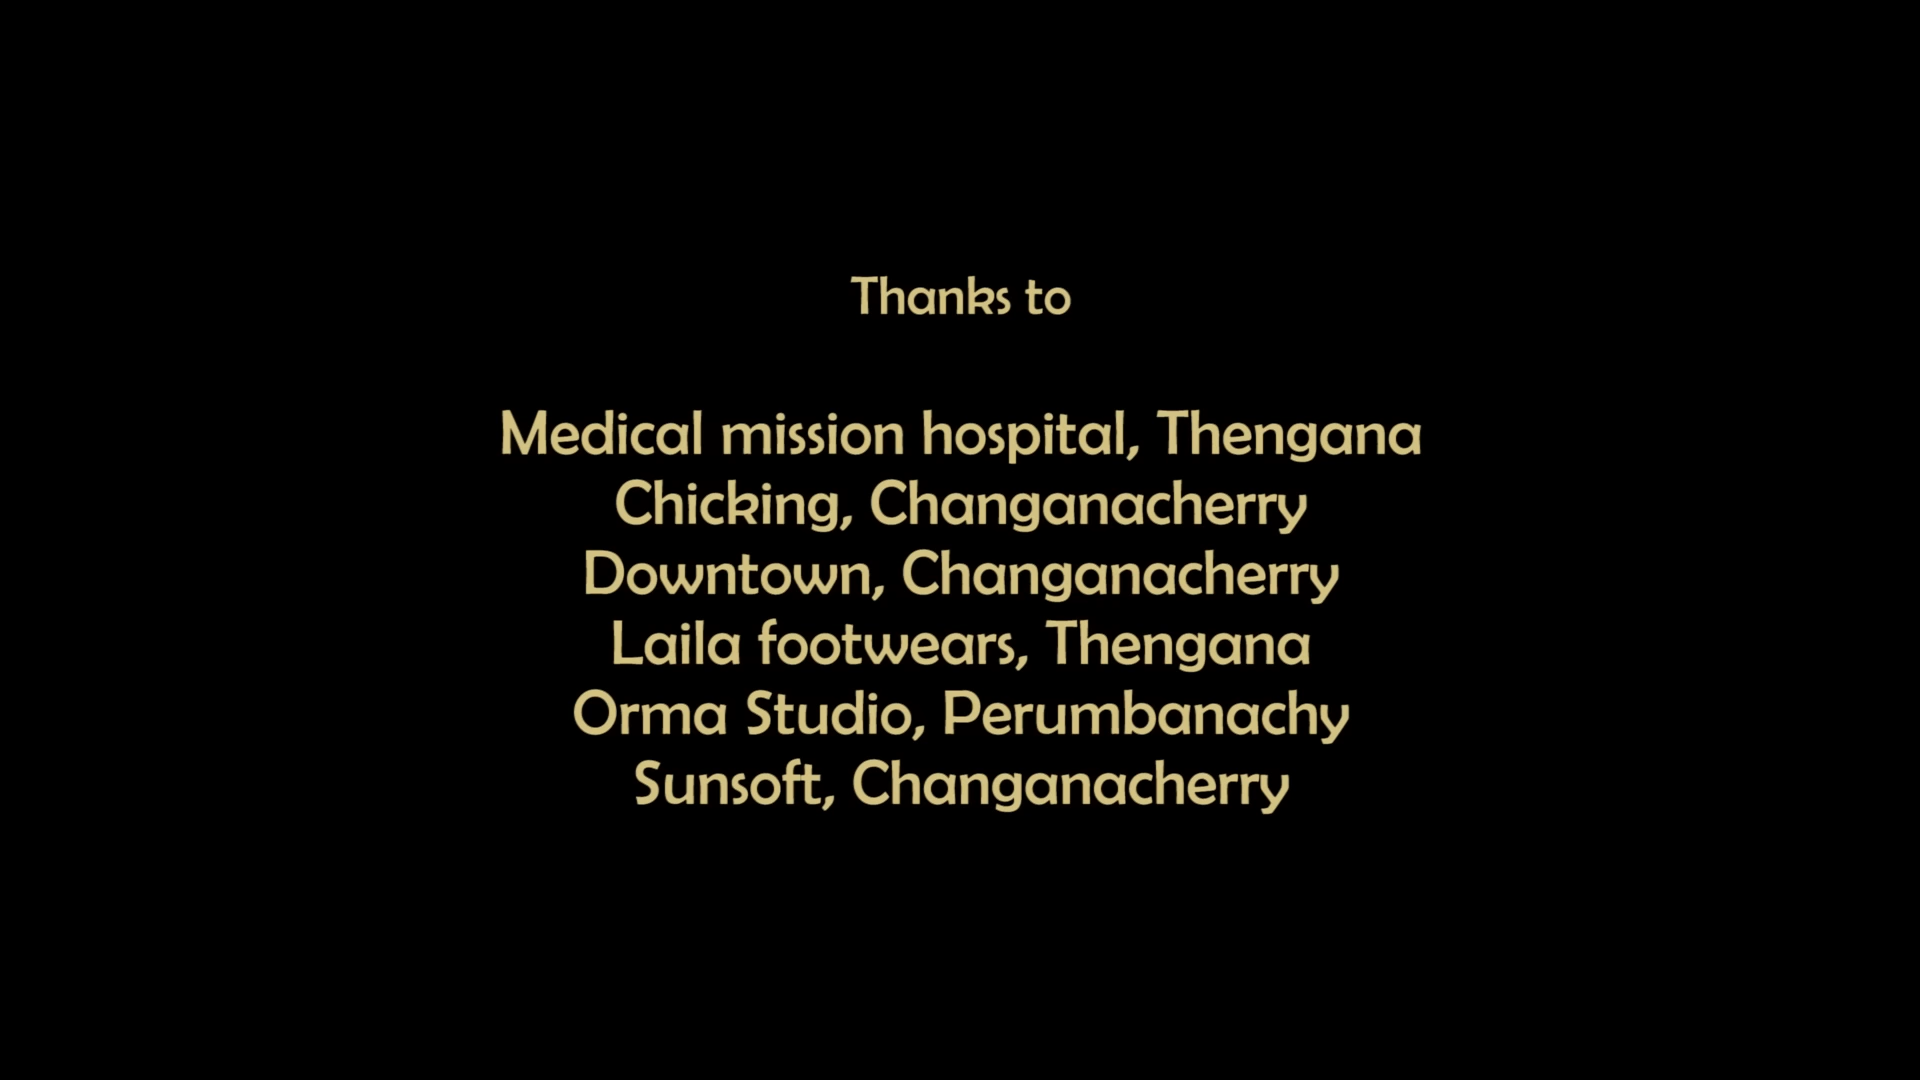 Thanks to
Medical mission hospital, Thengana
Chicking, Changanacherry
Downtown, Changanacherry
Laila footwears, Thengana
Orma Studio, Perumbanachy
Sunsoft, Changanacherry